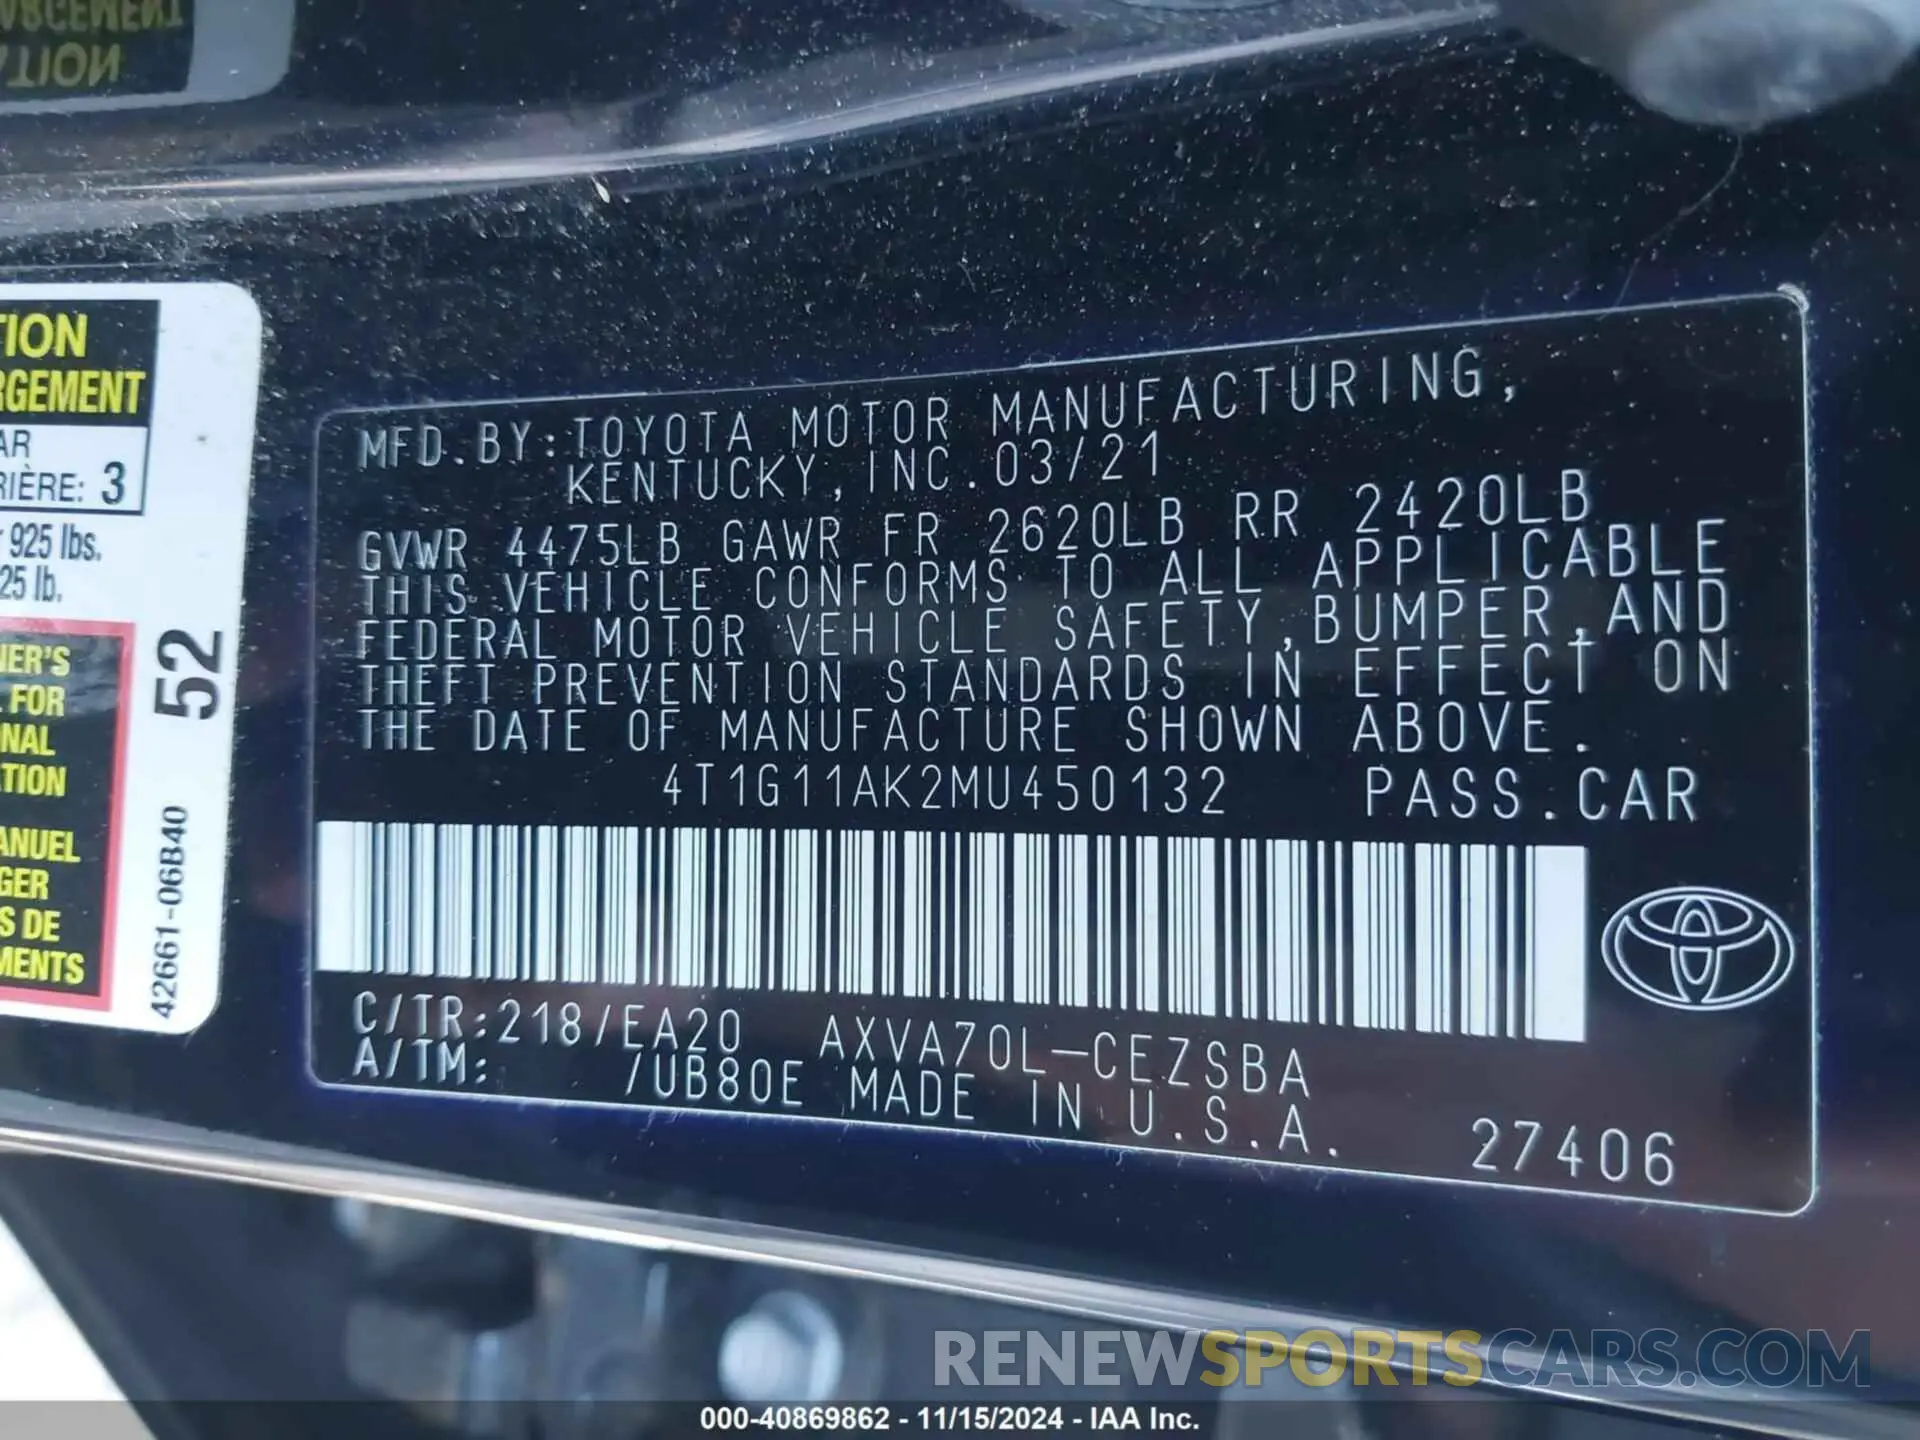 TION
RGEMENT
AR
RIÈRE: 3
925 lbs.
25 lb.
NER'S
FOR
NAL
TION
ANUEL
GER
S DE
MENTS
52
42661-06B40
MFD.BY:TOYOTA MOTOR MANUFACTURING,
KENTUCKY, INC.03/21
GVWR 4475LB GAWR FR 2620LB RR 2420LB
THIS VEHICLE CONFORMS TO ALL APPLICABLE
FEDERAL MOTOR VEHICLE SAFETY,BUMPER,AND
THEFT PREVENTION STANDARDS IN EFFECT ON
THE DATE OF MANUFACTURE SHOWN ABOVE.
4T1G11AK2MU450132 PASS.CAR
C/TR:218/EA20 AXVA70L-CEZSBA
A/TM: /UB80E MADE IN U.S.A.
27406
RENEWSPORTSCARS.COM
000-40869862 - 11/15/2024 - IAA Inc.